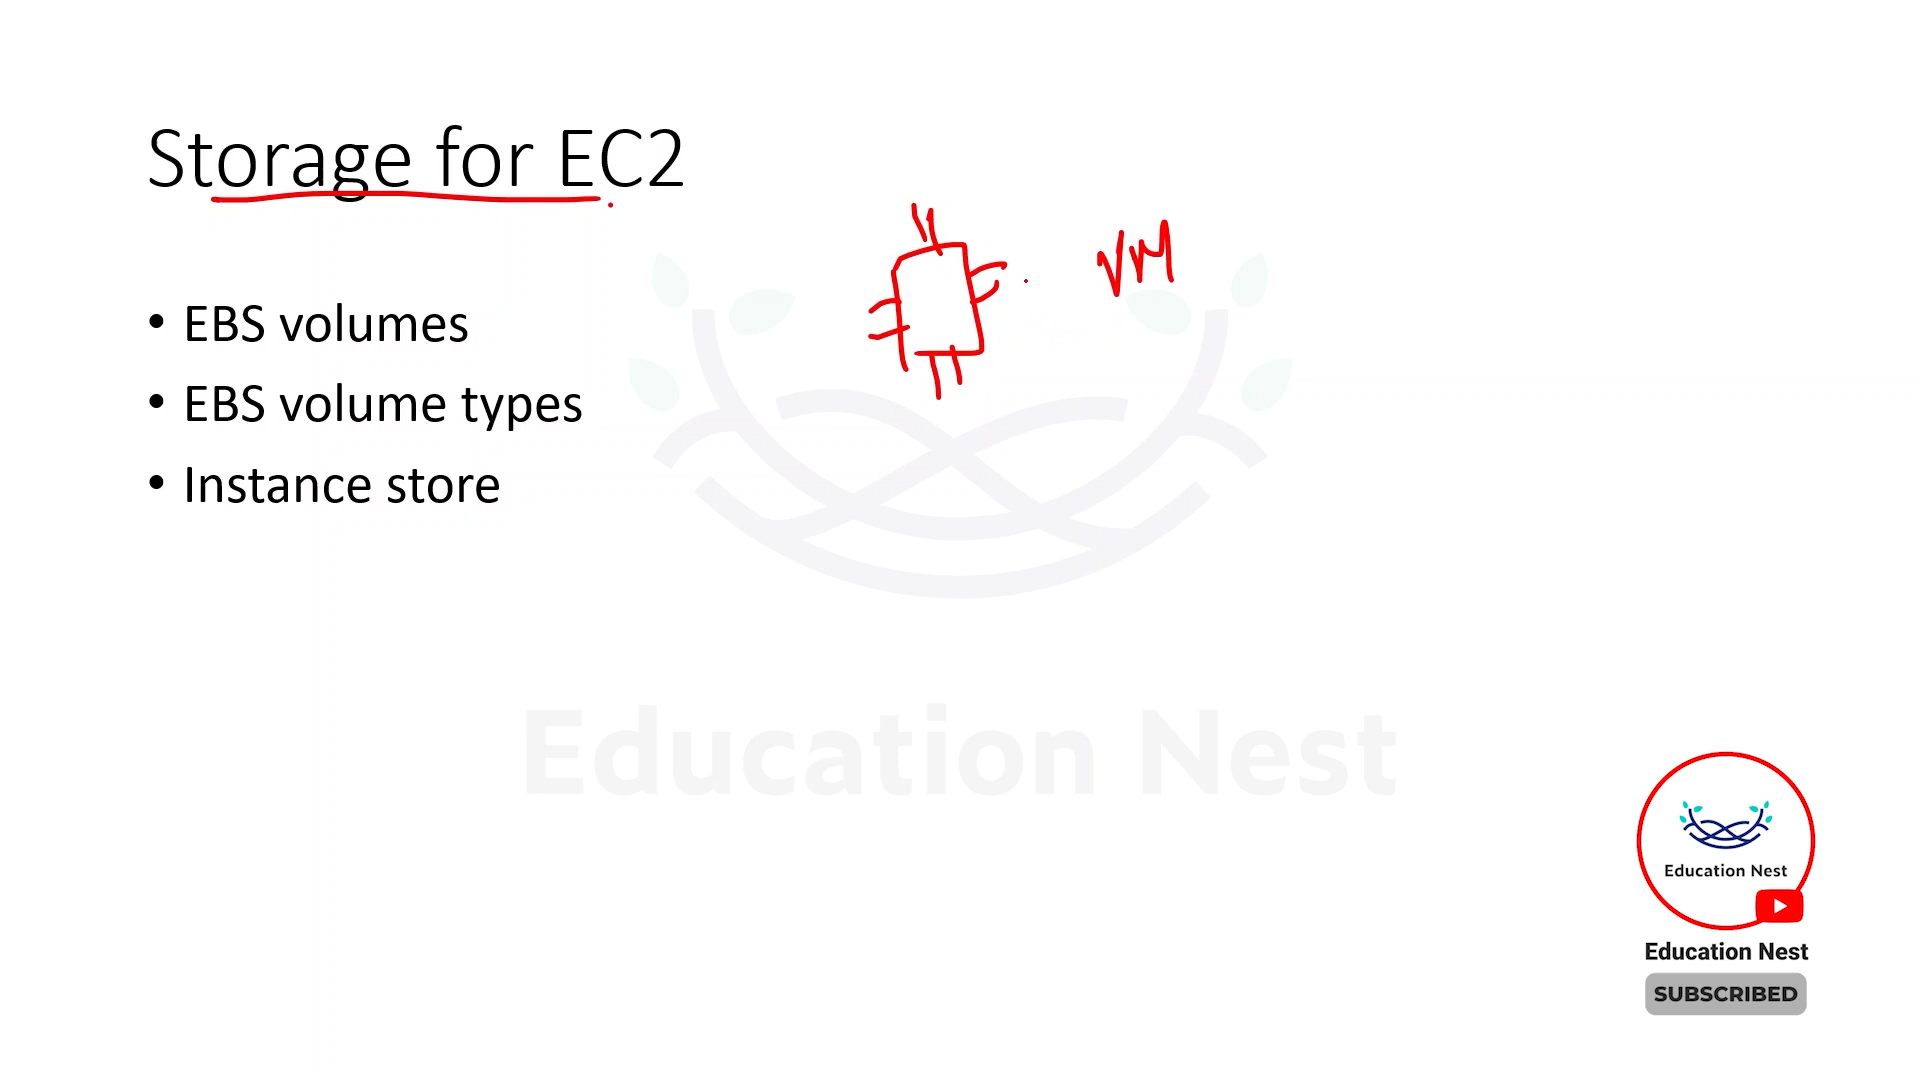 Storage for EC2
VM
• EBS volumes
• EBS volume types
• Instance store
Education Nest
Education Nest
Education Nest
SUBSCRIBED